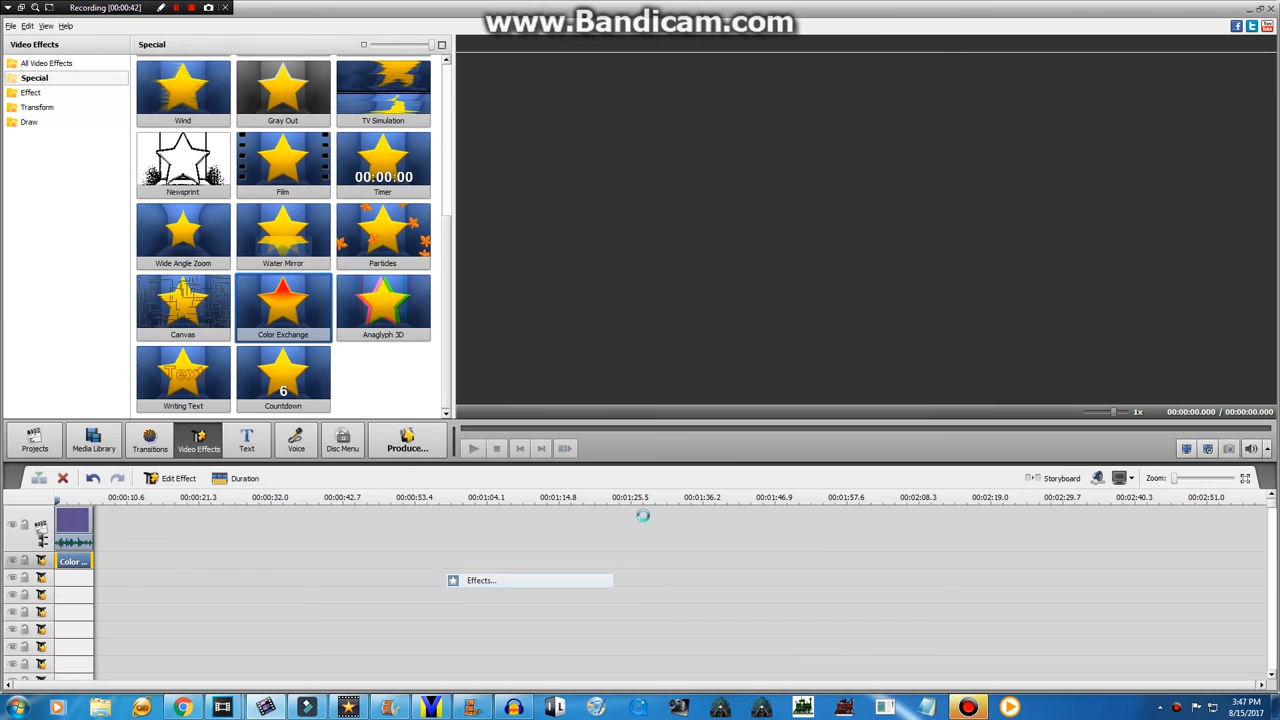 Recording [00:00:42]
www.Bandicam.com
File Edit View Help
Video Effects
Special
All Video Effects
Special
Effect
Transform
Draw
Wind
Gray Out
TV Simulation
00:00:00
Newsprint
Film
Timer
Wide Angle Zoom
Water Mirror
Particles
Canvas
Color Exchange
Anaglyph 3D
Text
6
Writing Text
Countdown
1x
00:00:00.000 / 00:00:00.000
Projects
Media Library
Transitions
Video Effects
Text
Voice
Disc Menu
Produce...
Edit Effect
Duration
Storyboard
Zoom:
00:00:10.6 00:00:21.3 00:00:32.0 00:00:42.7 00:00:53.4 00:01:04.1 00:01:14.8 00:01:25.5 00:01:36.2 00:01:46.9 00:01:57.6 00:02:08.3 00:02:19.0 00:02:29.7 00:02:40.3 00:02:51.0
Color ...
Effects...
3:47 PM
8/15/2017